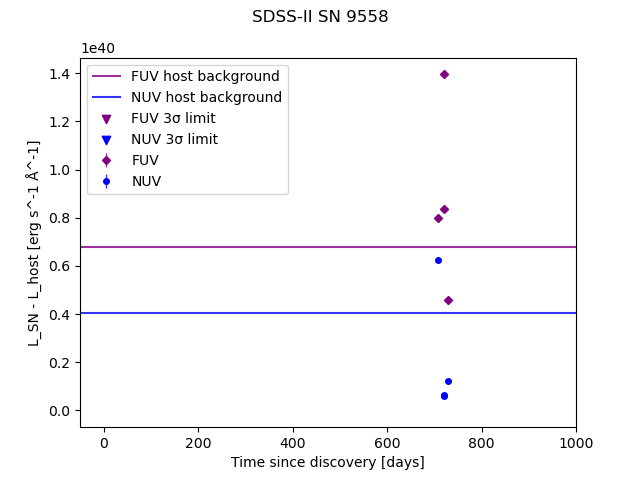 SDSS-II SN 9558
1e40
FUV host background
NUV host background
FUV 3σ limit
NUV 3σ limit
FUV
NUV
1.4
1.2
1.0
0.8
0.6
0.4
0.2
0.0
L_SN - L_host [erg s^-1 Å^-1]
0 200 400 600 800 1000
Time since discovery [days]